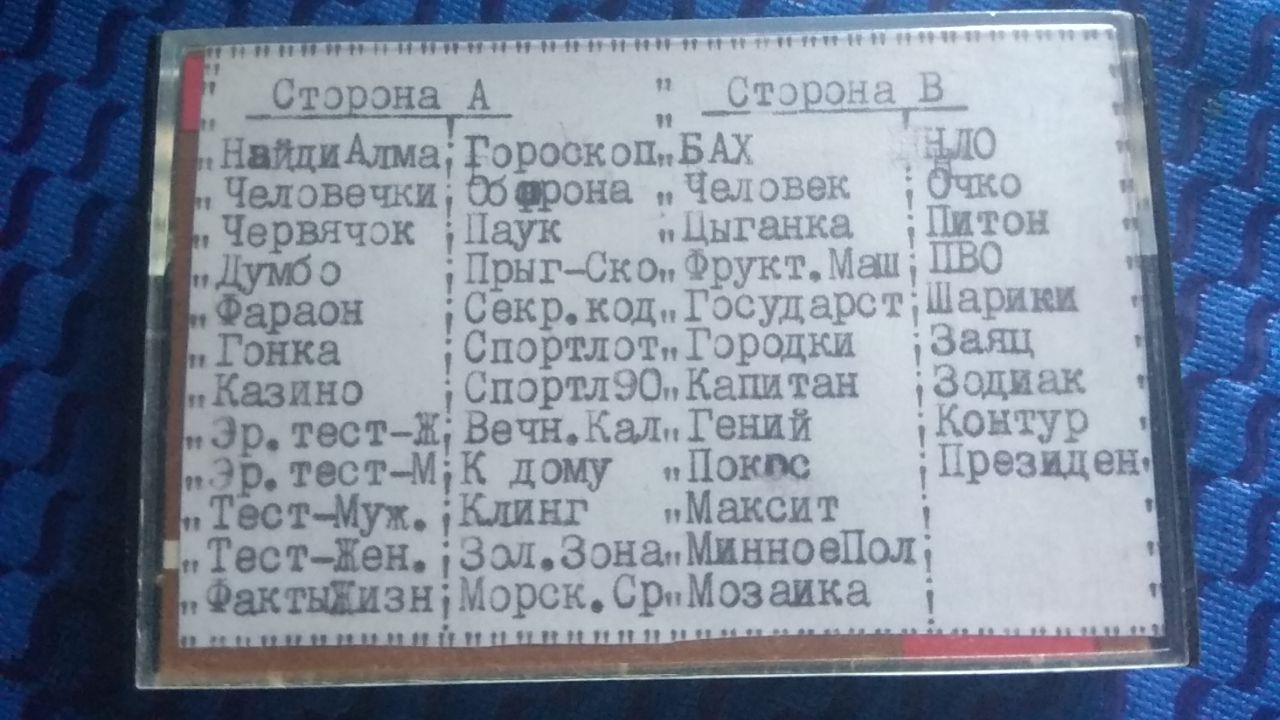 Сторона А " Сторона В
НайдиАлма Гороскоп БАХ НЛО
Человечки Оборона Человек Очко
Червячок Паук Цыганка Питон
Думбо Прыг-Ско Фрукт.Маш ПВО
Фараон Секр.код Государст Шарики
Гонка Спортлот Городки Заяц
Казино Спортл90 Капитан Зодиак
Эр.тест-Ж Вечн.Кал Гений Контур
Эр.тест-М К дому Покос Президен
Тест-Муж. Клинг Максит
Тест-Жен. Зол.Зона МинноеПол
ФактыЖизн Морск.Ср Мозаика